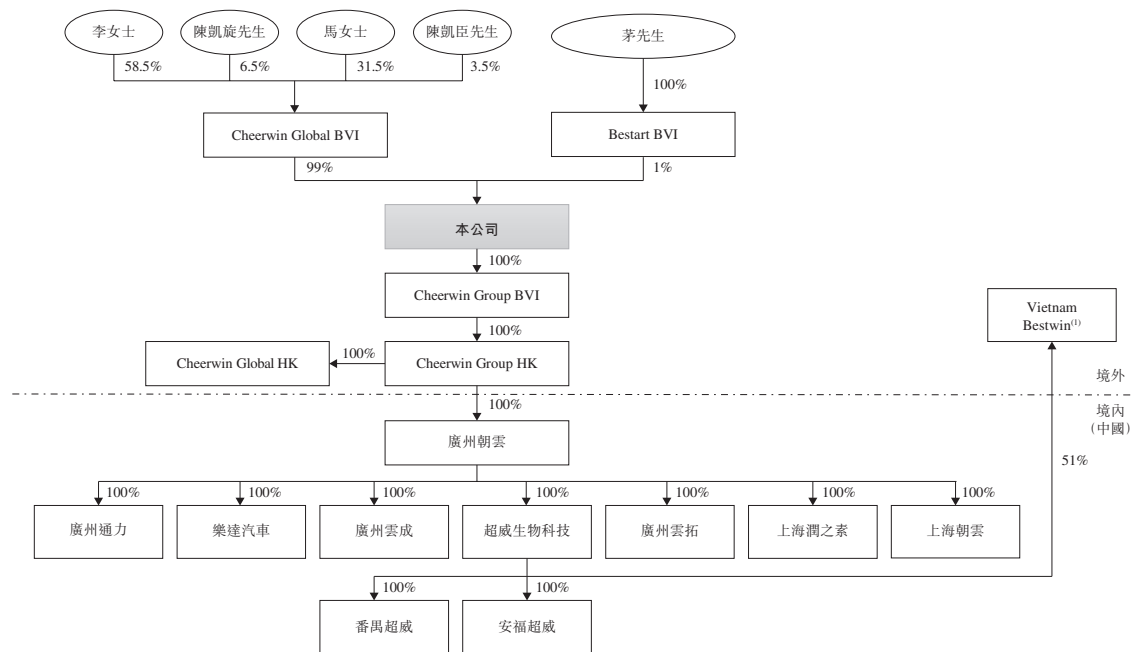 李女士
陳凱旋先生
馬女士
陳凱臣先生
茅先生
58.5%
6.5%
31.5%
3.5%
100%
Cheerwin Global BVI
Bestart BVI
99%
1%
本公司
100%
Cheerwin Group BVI
100%
Vietnam
Bestwin(1)
Cheerwin Global HK
100%
Cheerwin Group HK
境外
100%
境內
(中國)
廣州朝雲
51%
100%
100%
100%
100%
100%
100%
100%
廣州通力
樂達汽車
廣州雲成
超威生物科技
廣州雲拓
上海潤之素
上海朝雲
100%
100%
番禺超威
安福超威